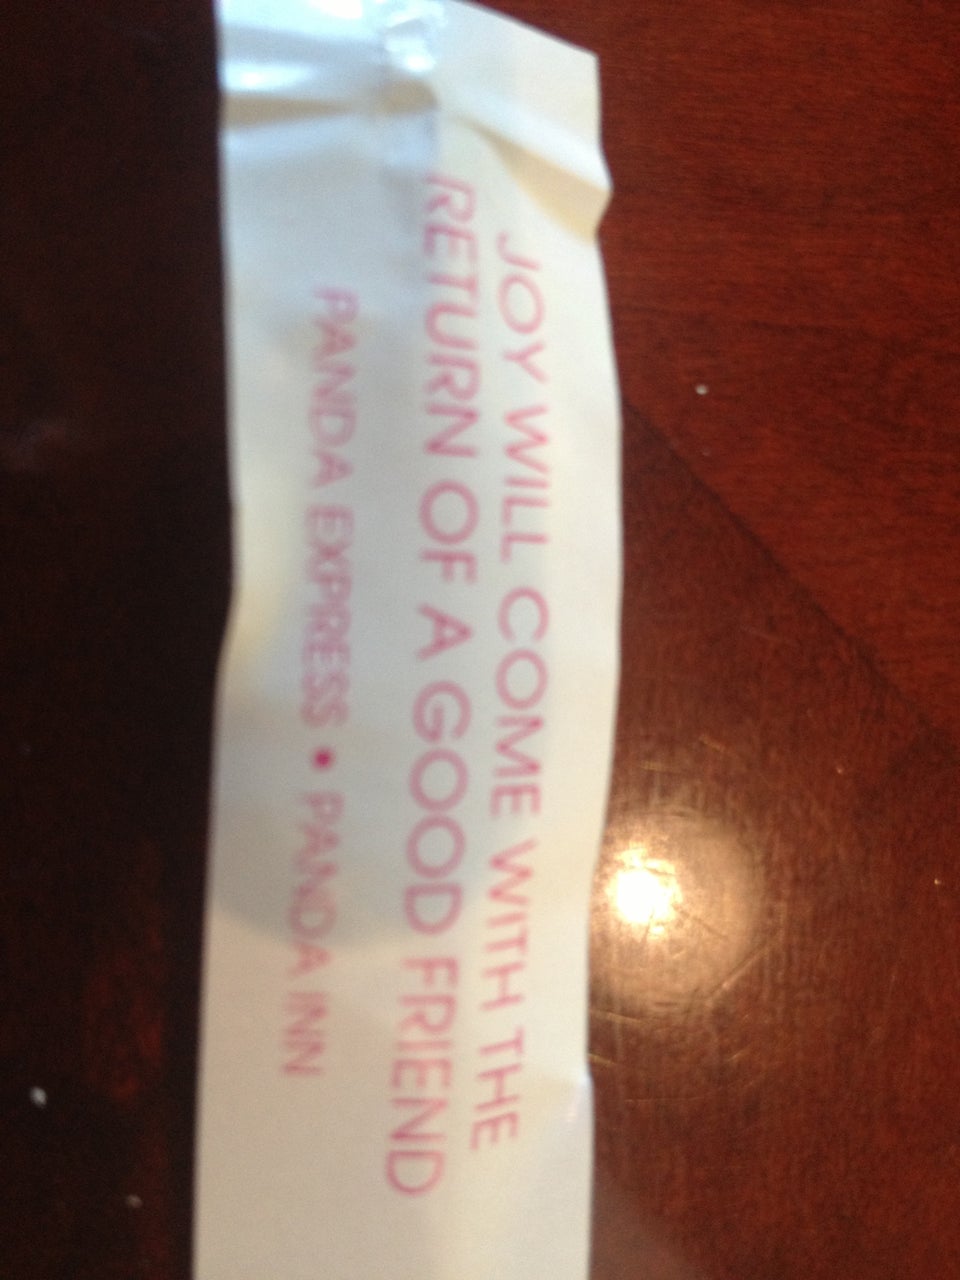 JOY WILL COME WITH THE
RETURN OF A GOOD FRIEND
PANDA EXPRESS • PANDA INN